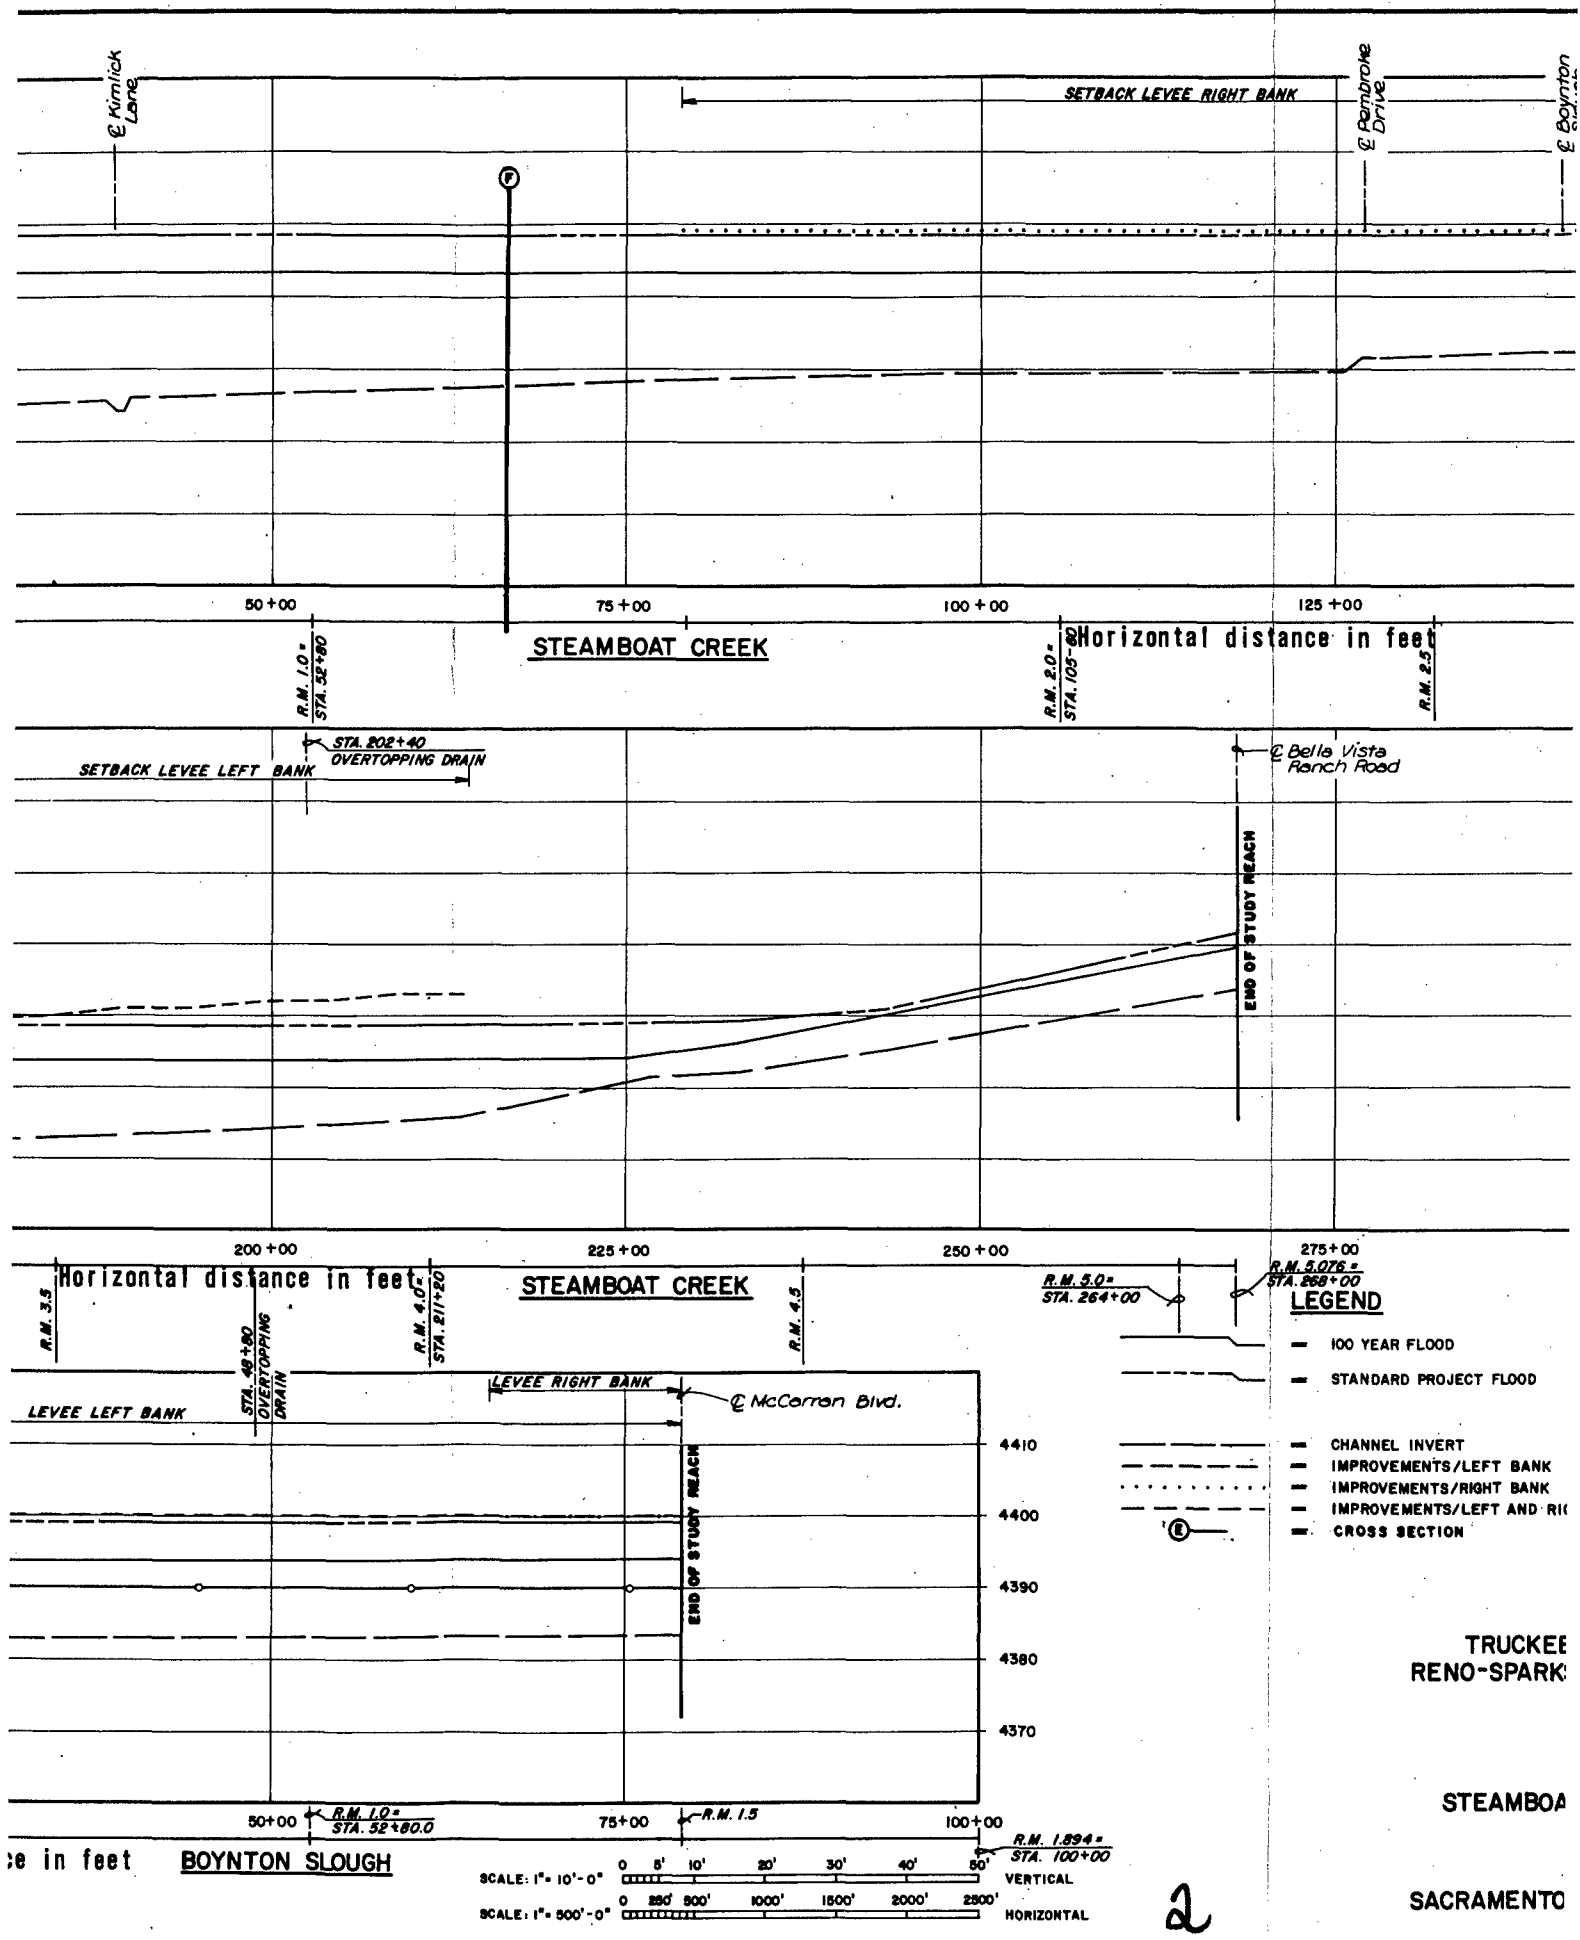 ℄ Kimlick
Lane
SETBACK LEVEE RIGHT BANK
℄ Pembroke
Drive
℄ Boynton
F
50+00
75+00
100+00
125+00
R.M. 1.0 =
STA. 52+80
STEAMBOAT CREEK
R.M. 2.0 =
STA. 105+60
Horizontal distance in feet
R.M. 2.5
STA. 202+40
OVERTOPPING DRAIN
SETBACK LEVEE LEFT BANK
℄ Bella Vista
Ranch Road
END OF STUDY REACH
200+00
225+00
250+00
275+00
R.M. 3.5
Horizontal distance in feet
R.M. 4.0 =
STA. 211+20
STEAMBOAT CREEK
R.M. 4.5
R.M. 5.0 =
STA. 264+00
R.M. 5.076 =
STA. 268+00
LEGEND
100 YEAR FLOOD
STANDARD PROJECT FLOOD
CHANNEL INVERT
IMPROVEMENTS/LEFT BANK
IMPROVEMENTS/RIGHT BANK
IMPROVEMENTS/LEFT AND RIG
E
CROSS SECTION
STA. 48+80
OVERTOPPING
DRAIN
LEVEE RIGHT BANK
LEVEE LEFT BANK
℄ McCarran Blvd.
END OF STUDY REACH
4410
4400
4390
4380
4370
50+00
75+00
100+00
R.M. 1.0 =
STA. 52+80.0
R.M. 1.5
R.M. 1.894 =
STA. 100+00
ce in feet
BOYNTON SLOUGH
SCALE: 1"= 10'-0"
0 5' 10' 20' 30' 40' 50'
VERTICAL
SCALE: 1"= 500'-0"
0 250' 500' 1000' 1500' 2000' 2500'
HORIZONTAL
2
TRUCKEE
RENO-SPARKS
STEAMBOA
SACRAMENTO